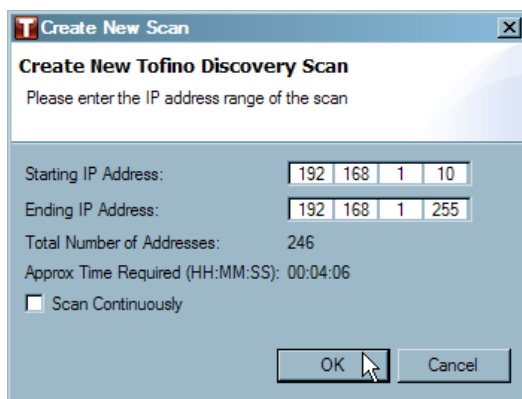 T Create New Scan
Create New Tofino Discovery Scan
Please enter the IP address range of the scan
Starting IP Address: 192 168 1 10
Ending IP Address: 192 168 1 255
Total Number of Addresses: 246
Approx Time Required (HH:MM:SS): 00:04:06
Scan Continuously
OK Cancel